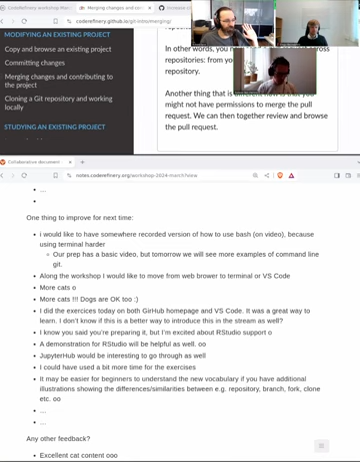 CodeRefinery workshop Mar
Merging changes and con
Increase c
coderefinery.github.io/git-intro/merging/
MODIFYING AN EXISTING PROJECT
Copy and browse an existing project
Committing changes
Merging changes and contributing to
the project
Cloning a Git repository and working
locally
STUDYING AN EXISTING PROJECT
In other words, you
repositories: from yo
repository.
Another thing that is
might not have permissions to merge the pull
request. We can then together review and browse
the pull request.
Collaborative document
notes.coderefinery.org/workshop-2024-march?view
• ...
•
One thing to improve for next time:
• i would like to have somewhere recorded version of how to use bash (on video), because
using terminal harder
◦ Our prep has a basic video, but tomorrow we will see more examples of command line
git.
• Along the workshop I would like to move from web brower to terminal or VS Code
• More cats o
• More cats !!! Dogs are OK too :)
• I did the exercices today on both GirHub homepage and VS Code. It was a great way to
learn. I don't know if this is a better way to introduce this in the stream as well?
• I know you said you're preparing it, but I'm excited about RStudio support o
• A demonstration for RStudio will be helpful as well. oo
• JupyterHub would be interesting to go through as well
• I could have used a bit more time for the exercises
• It may be easier for beginners to understand the new vocabulary if you have additional
illustrations showing the differences/similarities between e.g. repository, branch, fork, clone
etc. oo
• ...
• ...
Any other feedback?
• Excellent cat content ooo